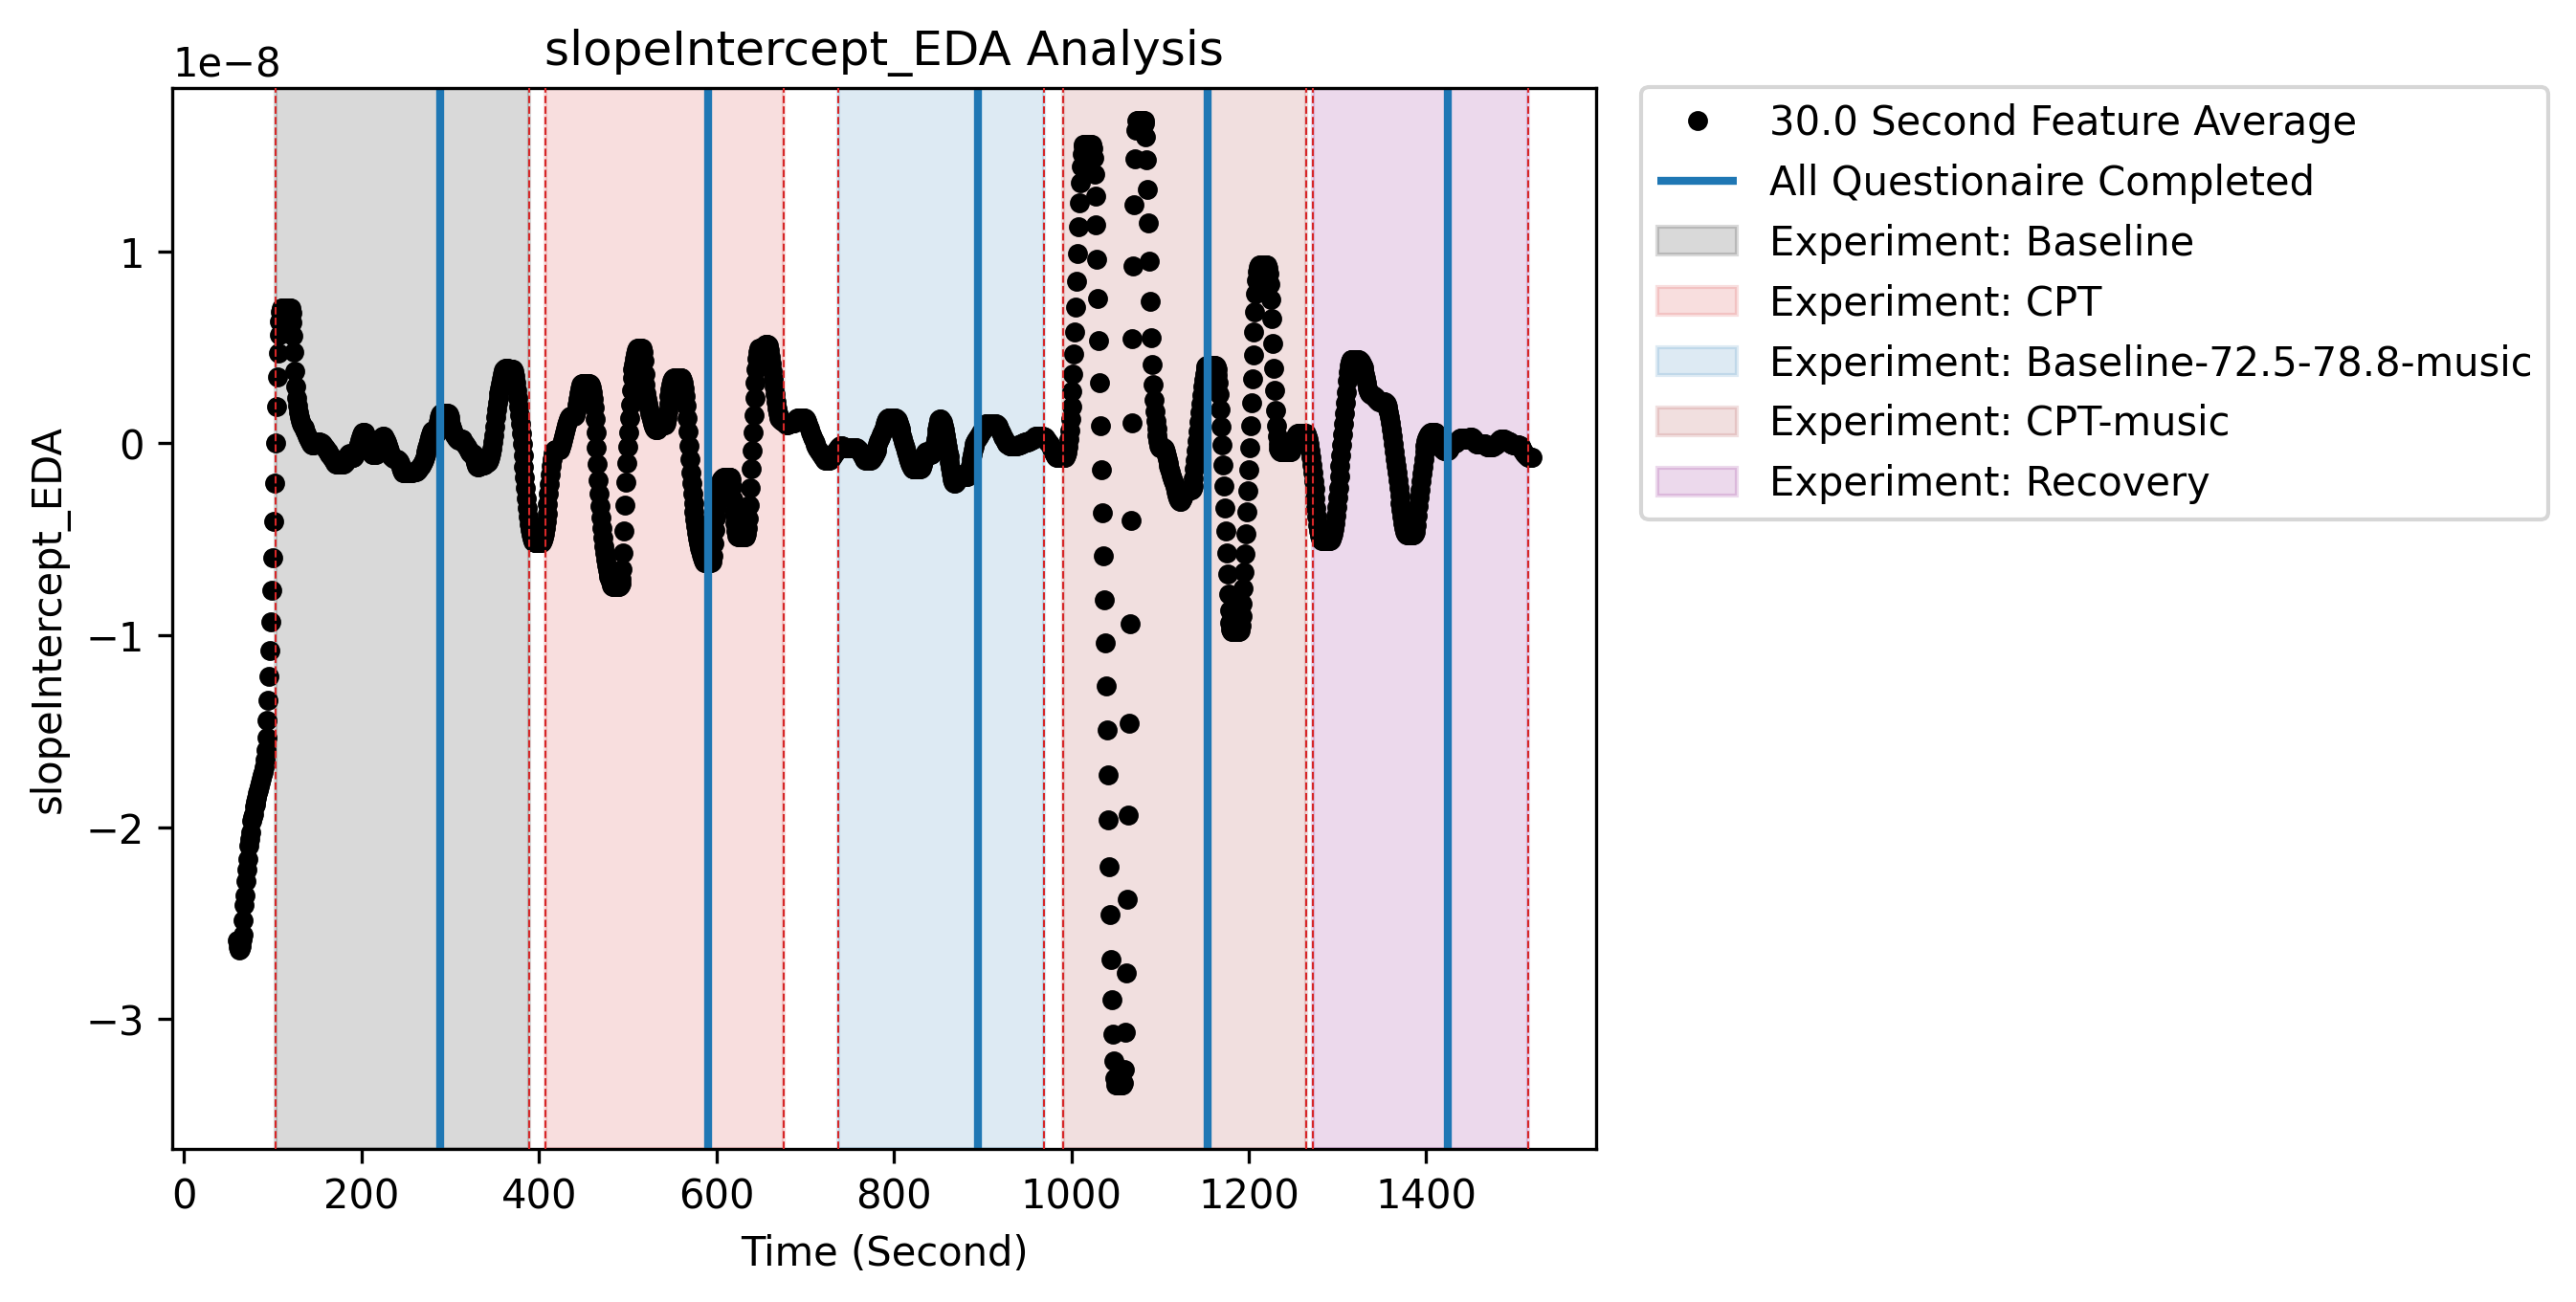 slopeIntercept_EDA Analysis
1e−8
1
0
−1
−2
−3
slopeIntercept_EDA
0 200 400 600 800 1000 1200 1400
Time (Second)
30.0 Second Feature Average
All Questionaire Completed
Experiment: Baseline
Experiment: CPT
Experiment: Baseline-72.5-78.8-music
Experiment: CPT-music
Experiment: Recovery